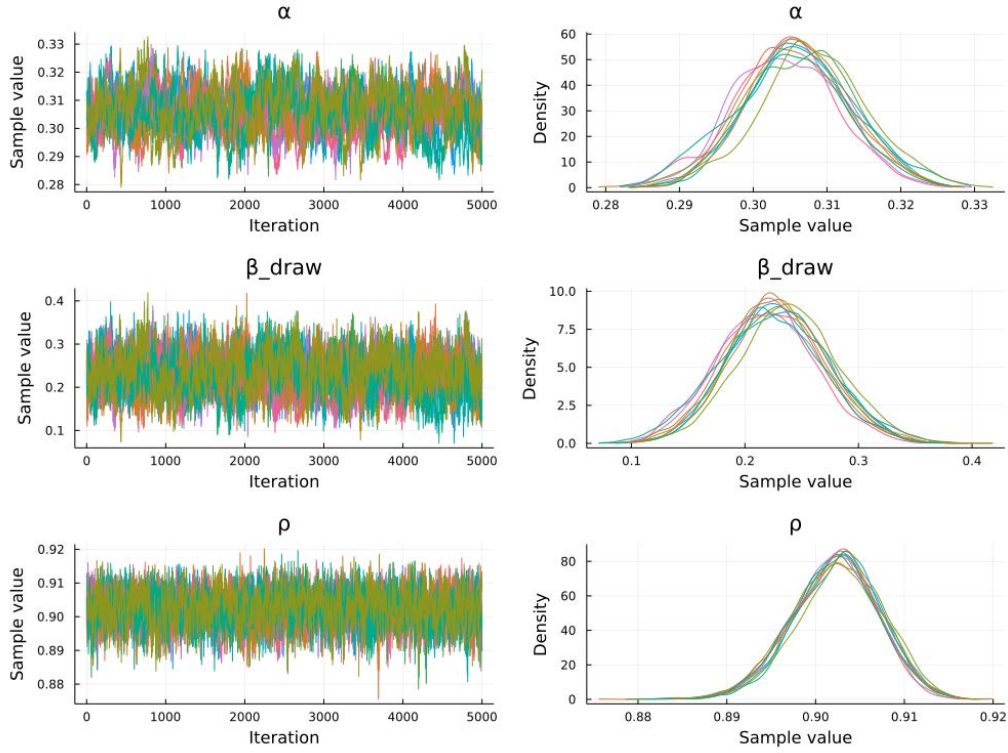 α
Sample value
0.33
0.32
0.31
0.30
0.29
0.28
0 1000 2000 3000 4000 5000
Iteration
α
Density
60
50
40
30
20
10
0
0.28 0.29 0.30 0.31 0.32 0.33
Sample value
β_draw
Sample value
0.4
0.3
0.2
0.1
0 1000 2000 3000 4000 5000
Iteration
β_draw
Density
10.0
7.5
5.0
2.5
0.0
0.1 0.2 0.3 0.4
Sample value
ρ
Sample value
0.92
0.91
0.90
0.89
0.88
0 1000 2000 3000 4000 5000
Iteration
ρ
Density
80
60
40
20
0
0.88 0.89 0.90 0.91 0.92
Sample value